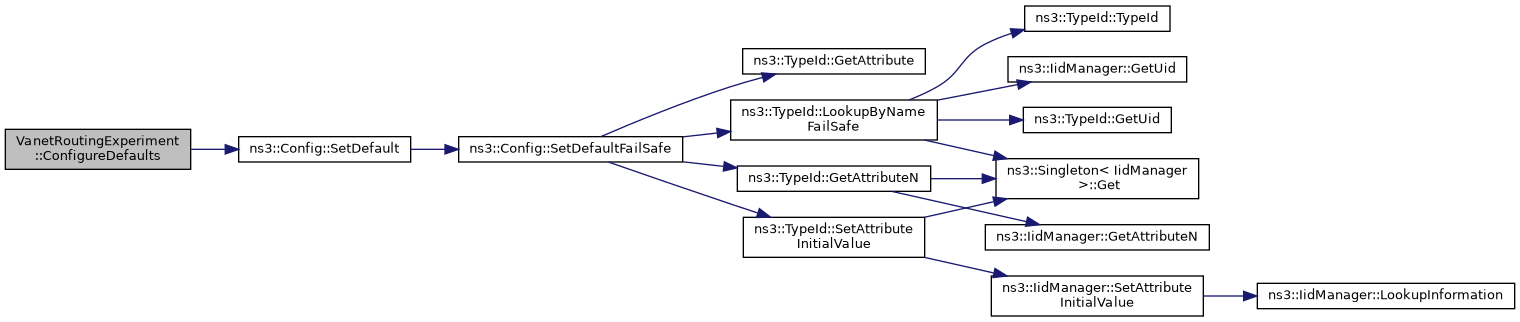 VanetRoutingExperiment
::ConfigureDefaults
ns3::Config::SetDefault
ns3::Config::SetDefaultFailSafe
ns3::TypeId::GetAttribute
ns3::TypeId::LookupByName
FailSafe
ns3::TypeId::GetAttributeN
ns3::TypeId::SetAttribute
InitialValue
ns3::TypeId::TypeId
ns3::IidManager::GetUid
ns3::TypeId::GetUid
ns3::Singleton< IidManager
>::Get
ns3::IidManager::GetAttributeN
ns3::IidManager::SetAttribute
InitialValue
ns3::IidManager::LookupInformation